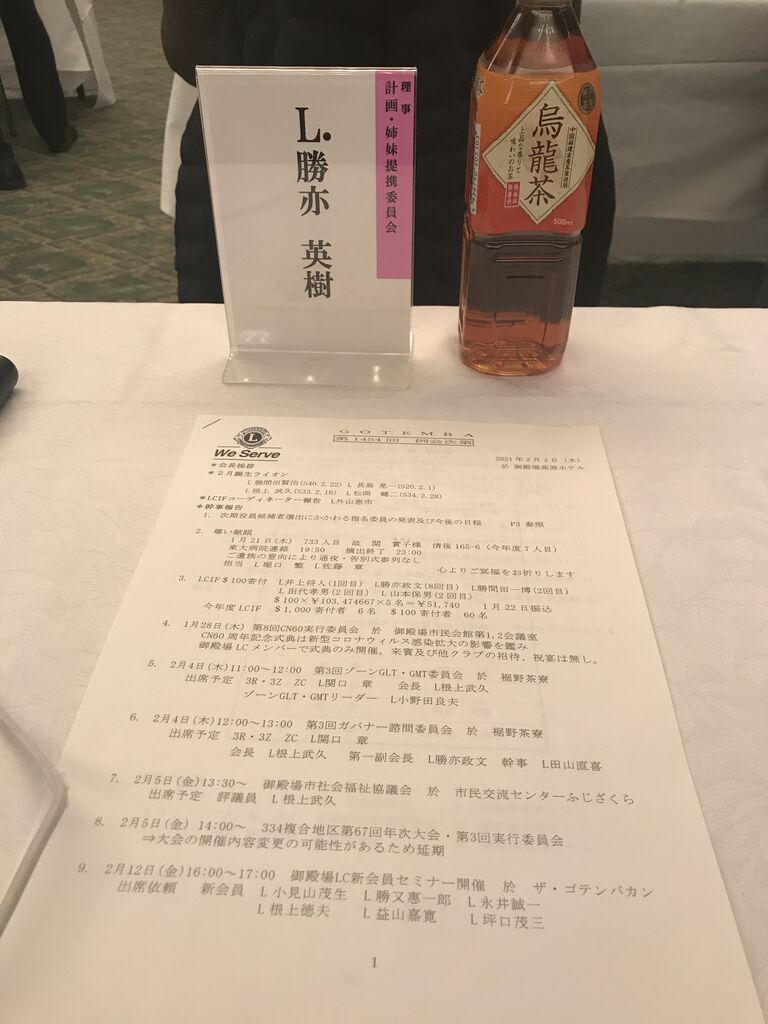 理事
計画・姉妹提携委員会
L.勝亦 英樹
烏龍茶
中国福建省産茶葉使用
上品な香りと
味わいのお茶
500ml
L
We Serve
GOTEMBA
第1454回 例会次第
2021年2月3日(水)
於 御殿場高原ホテル
*会長挨拶
*2月誕生ライオン
L勝間田賢治(S40.2.22) L長島 晃一(S20.2.1)
L根上 武久(S33.2.16) L松岡 健二(S34.2.28)
*LCIFコーディネーター報告 L外山恵市
*幹事報告
1. 次期役員候補者選出にかかわる指名委員の発表及び今後の日程 P3 参照
2. 尊い献眼
1月21日(木) 733人目 故 関 實子様 清後165-6 (今年度7人目)
東大病院連絡 19:50 摘出終了 23:00
ご遺族の意向により通夜・告別式参列なし
担当 L堀口 繁 L佐藤 章 心よりご冥福をお祈りします
3. LCIF$100寄付 L井上将人(1回目) L勝亦政文(8回目) L勝間田一博(2回目)
L田代孝男(2回目) L山本保男(2回目)
$100×¥103,474667×5名=¥51,740 1月22日振込
今年度LCIF $1,000寄付者 6名 $100寄付者 60名
4. 1月28日(木) 第8回CN60実行委員会 於 御殿場市民会館第1,2会議室
CN60周年記念式典は新型コロナウィルス感染拡大の影響を鑑み
御殿場LCメンバーで式典のみ開催。来賓及び他クラブの招待、祝宴は無し。
5. 2月4日(木)11:00~12:00 第3回ゾーンGLT・GMT委員会 於 裾野茶寮
出席予定 3R・3Z ZC L関口 章 会長 L根上武久
ゾーンGLT・GMTリーダー L小野田良夫
6. 2月4日(木)12:00~13:00 第3回ガバナー諮問委員会 於 裾野茶寮
出席予定 3R・3Z ZC L関口 章
会長 L根上武久 第一副会長 L勝亦政文 幹事 L田山直喜
7. 2月5日(金)13:30~ 御殿場市社会福祉協議会 於 市民交流センターふじざくら
出席予定 評議員 L根上武久
8. 2月5日(金) 14:00~ 334複合地区第67回年次大会・第3回実行委員会
⇒大会の開催内容変更の可能性があるため延期
9. 2月12日(金)16:00~17:00 御殿場LC新会員セミナー開催 於 ザ・ゴテンバカン
出席依頼 新会員 L小見山茂生 L勝又惠一郎 L永井誠一
L根上徳夫 L益山嘉寛 L坪口茂三
1